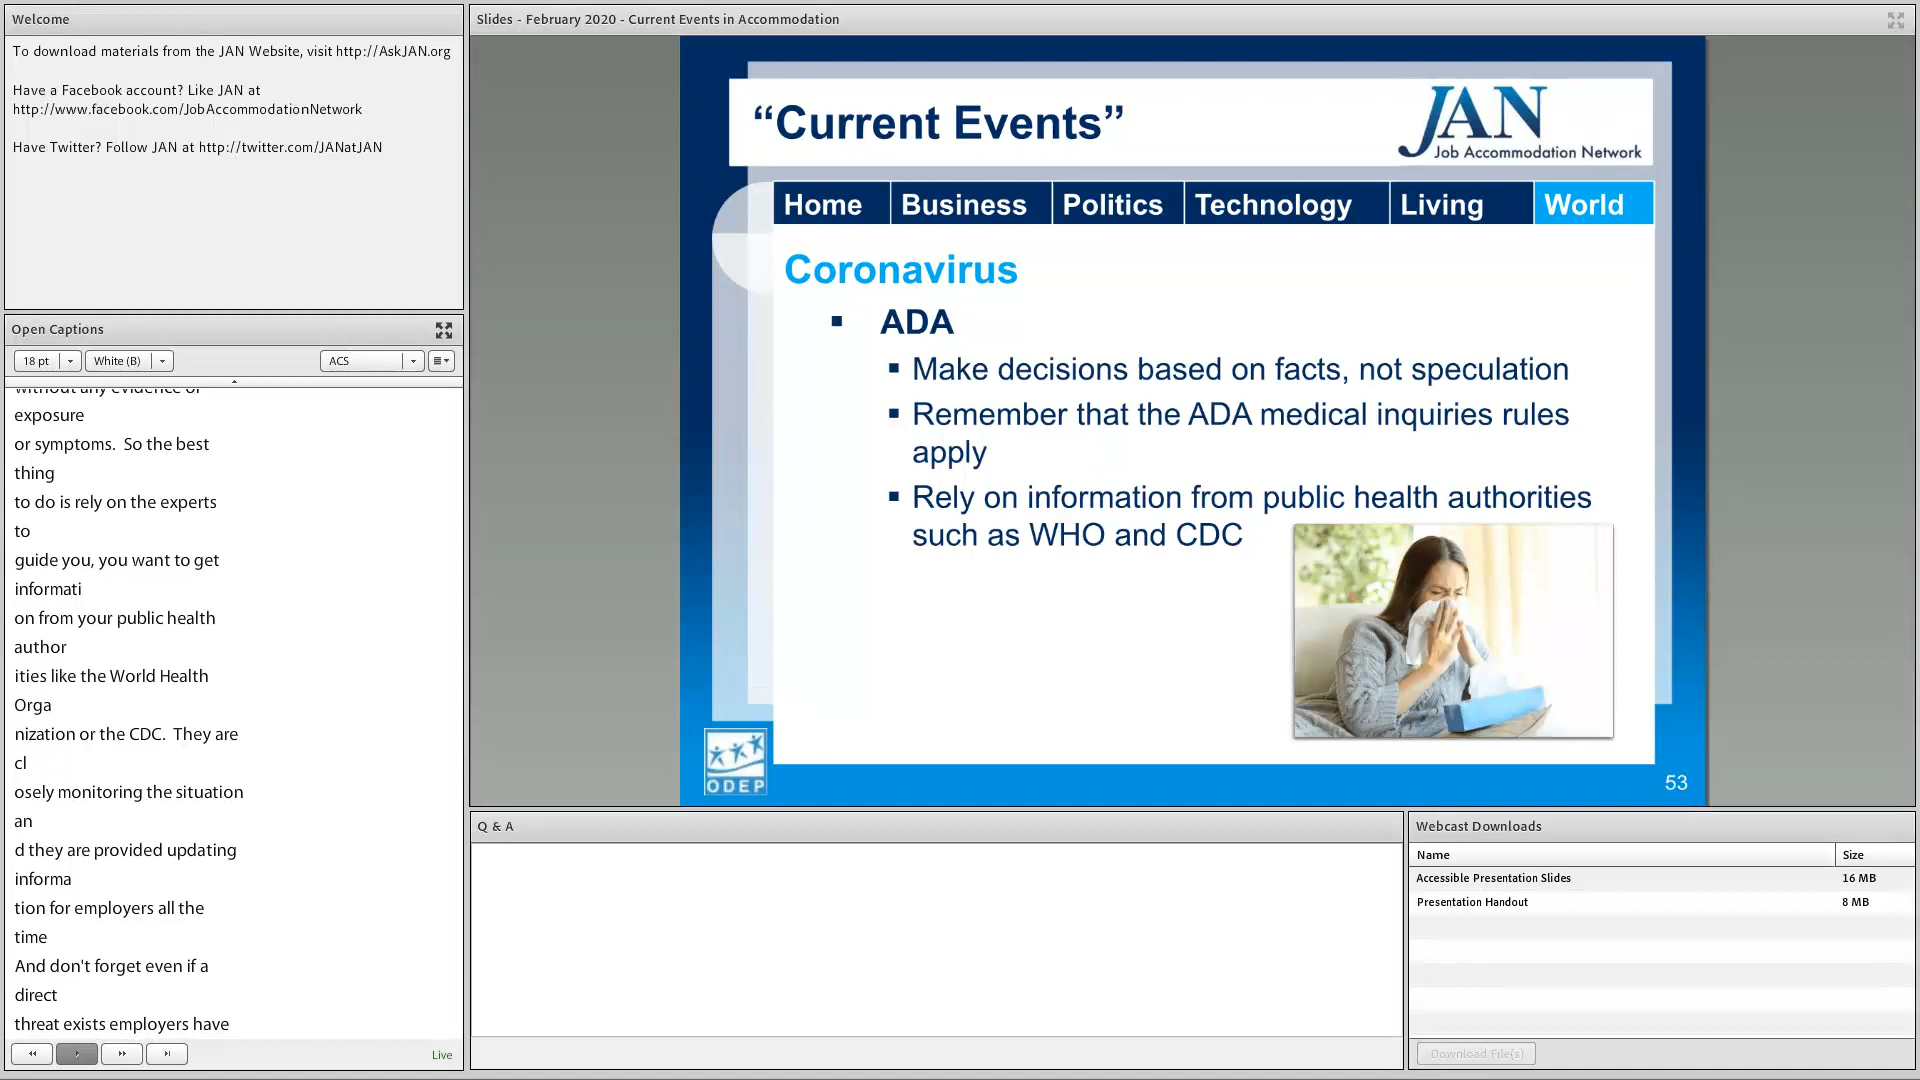 Welcome
To download materials from the JAN Website, visit http://AskJAN.org
Have a Facebook account? Like JAN at
http://www.facebook.com/JobAccommodationNetwork
Have Twitter? Follow JAN at http://twitter.com/JANatJAN
Open Captions
18 pt White (B) ACS
without any evidence or
exposure
or symptoms.  So the best
thing
to do is rely on the experts
to
guide you, you want to get
informati
on from your public health
author
ities like the World Health
Orga
nization or the CDC.  They are
cl
osely monitoring the situation
an
d they are provided updating
informa
tion for employers all the
time
And don't forget even if a
direct
threat exists employers have
Live
Slides - February 2020 - Current Events in Accommodation
“Current Events”
JAN
Job Accommodation Network
Home Business Politics Technology Living World
Coronavirus
▪ ADA
▪ Make decisions based on facts, not speculation
▪ Remember that the ADA medical inquiries rules
apply
▪ Rely on information from public health authorities
such as WHO and CDC
ODEP
53
Q & A
Webcast Downloads
Name Size
Accessible Presentation Slides 16 MB
Presentation Handout 8 MB
Download File(s)